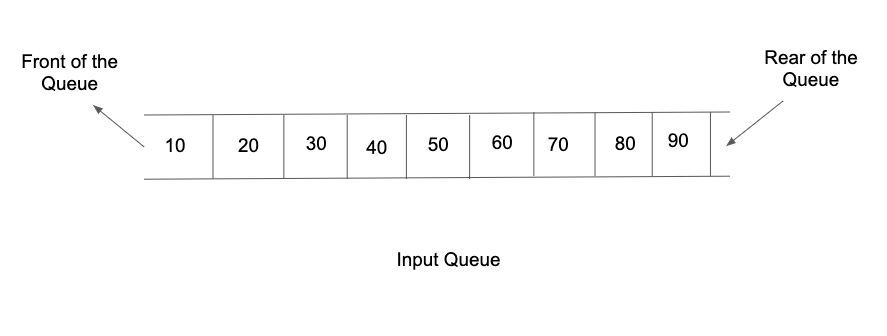 Front of the
Queue
Rear of the
Queue
10 20 30 40 50 60 70 80 90
Input Queue